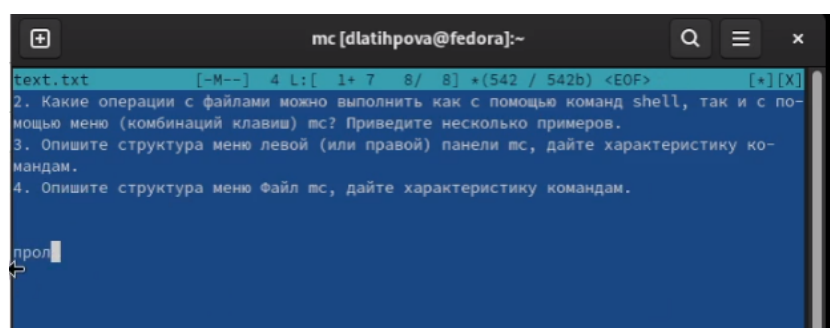 mc [dlatihpova@fedora]:~
text.txt [-M--] 4 L:[ 1+ 7 8/ 8] *(542 / 542b) <EOF> [*][X]
2. Какие операции с файлами можно выполнить как с помощью команд shell, так и с по-
мощью меню (комбинаций клавиш) mc? Приведите несколько примеров.
3. Опишите структура меню левой (или правой) панели mc, дайте характеристику ко-
мандам.
4. Опишите структура меню Файл mc, дайте характеристику командам.
прол